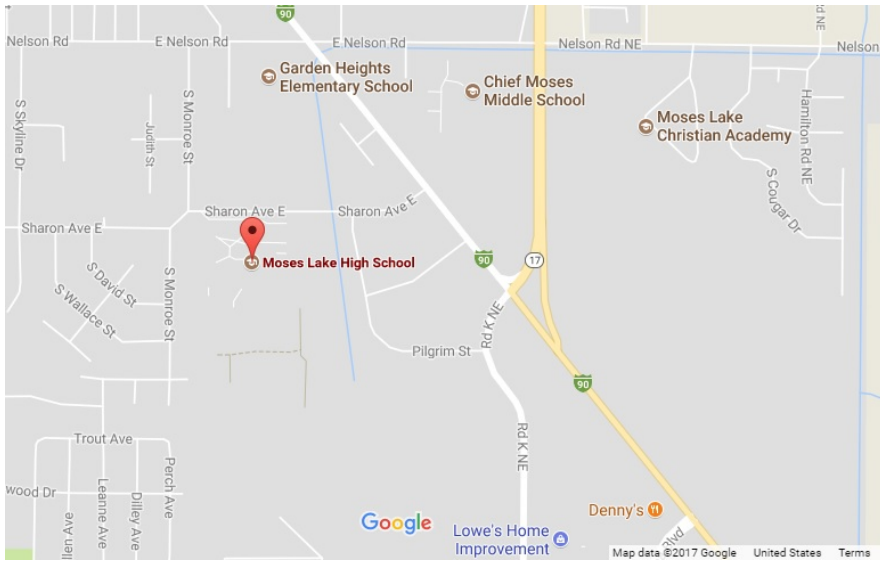 90
Nelson Rd
E Nelson Rd
E Nelson Rd
Nelson Rd NE
Nelson
Garden Heights
Elementary School
Chief Moses
Middle School
Moses Lake
Christian Academy
S Skyline Dr
S Monroe St
Judith St
Hamilton Rd NE
S Cougar Dr
Sharon Ave E
Sharon Ave E
Sharon Ave E
Moses Lake High School
90
17
S David St
S Wallace St
S Monroe St
Rd K NE
Pilgrim St
90
Trout Ave
Perch Ave
Rd K NE
wood Dr
Leanne Ave
Dilley Ave
llen Ave
Google
Denny's
Lowe's Home
Improvement
Blvd
Map data ©2017 Google United States Terms